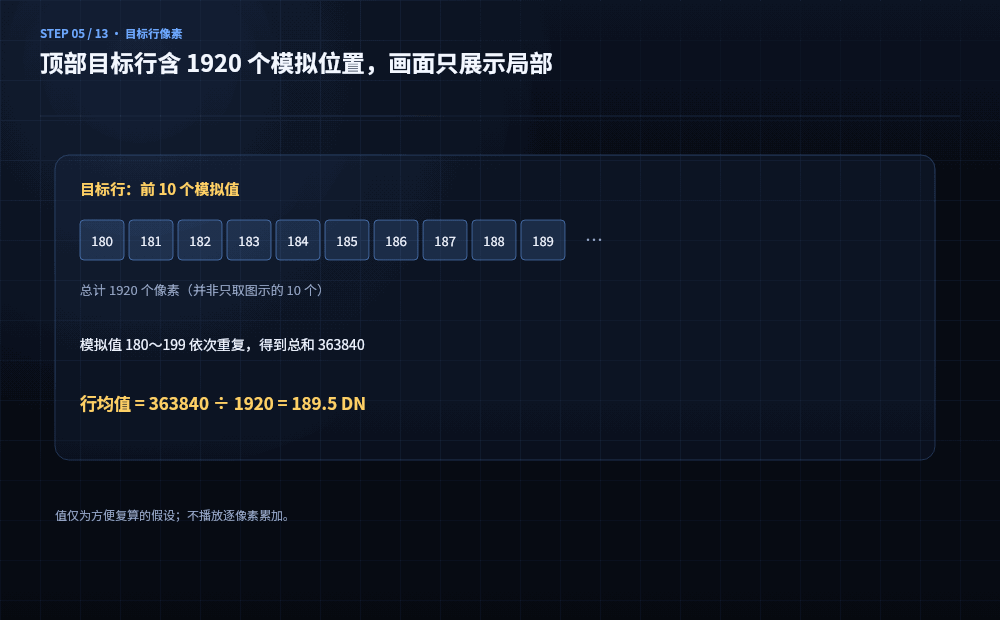 STEP 05 / 13 • 目标行像素
顶部目标行含 1920 个模拟位置，画面只展示局部
目标行：前 10 个模拟值
180 181 182 183 184 185 186 187 188 189 …
总计 1920 个像素（并非只取图示的 10 个）
模拟值 180～199 依次重复，得到总和 363840
行均值 = 363840 ÷ 1920 = 189.5 DN
值仅为方便复算的假设；不播放逐像素累加。